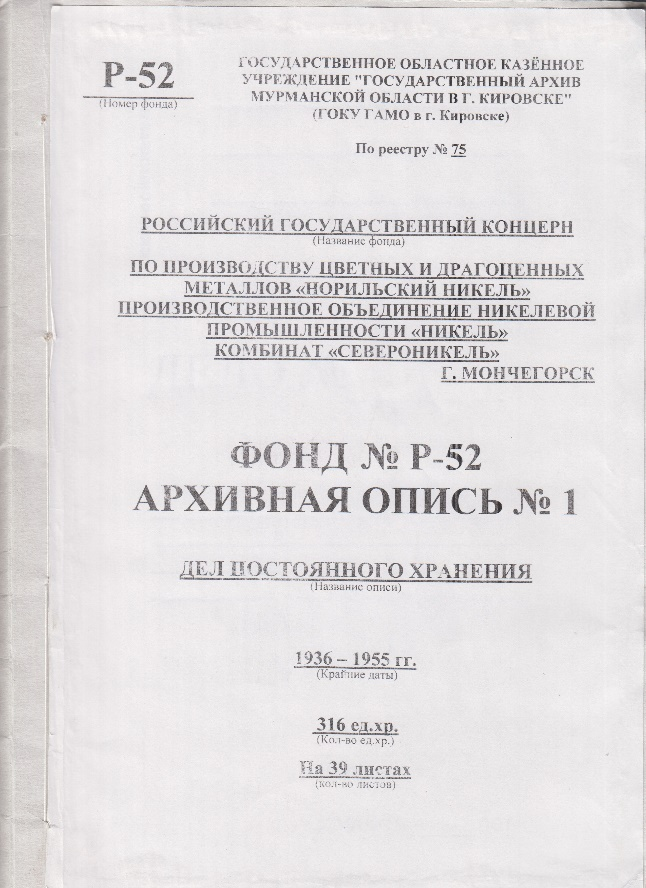 Р-52
(Номер фонда)
ГОСУДАРСТВЕННОЕ ОБЛАСТНОЕ КАЗЁННОЕ
УЧРЕЖДЕНИЕ "ГОСУДАРСТВЕННЫЙ АРХИВ
МУРМАНСКОЙ ОБЛАСТИ В Г. КИРОВСКЕ"
(ГОКУ ГАМО в г. Кировске)
По реестру № 75
РОССИЙСКИЙ ГОСУДАРСТВЕННЫЙ КОНЦЕРН
(Название фонда)
ПО ПРОИЗВОДСТВУ ЦВЕТНЫХ И ДРАГОЦЕННЫХ
МЕТАЛЛОВ «НОРИЛЬСКИЙ НИКЕЛЬ»
ПРОИЗВОДСТВЕННОЕ ОБЪЕДИНЕНИЕ НИКЕЛЕВОЙ
ПРОМЫШЛЕННОСТИ «НИКЕЛЬ»
КОМБИНАТ «СЕВЕРОНИКЕЛЬ»
Г. МОНЧЕГОРСК
ФОНД № Р-52
АРХИВНАЯ ОПИСЬ № 1
ДЕЛ ПОСТОЯННОГО ХРАНЕНИЯ
(Название описи)
1936 – 1955 гг.
(Крайние даты)
316 ед.хр.
(Кол-во ед.хр.)
На 39 листах
(кол-во листов)